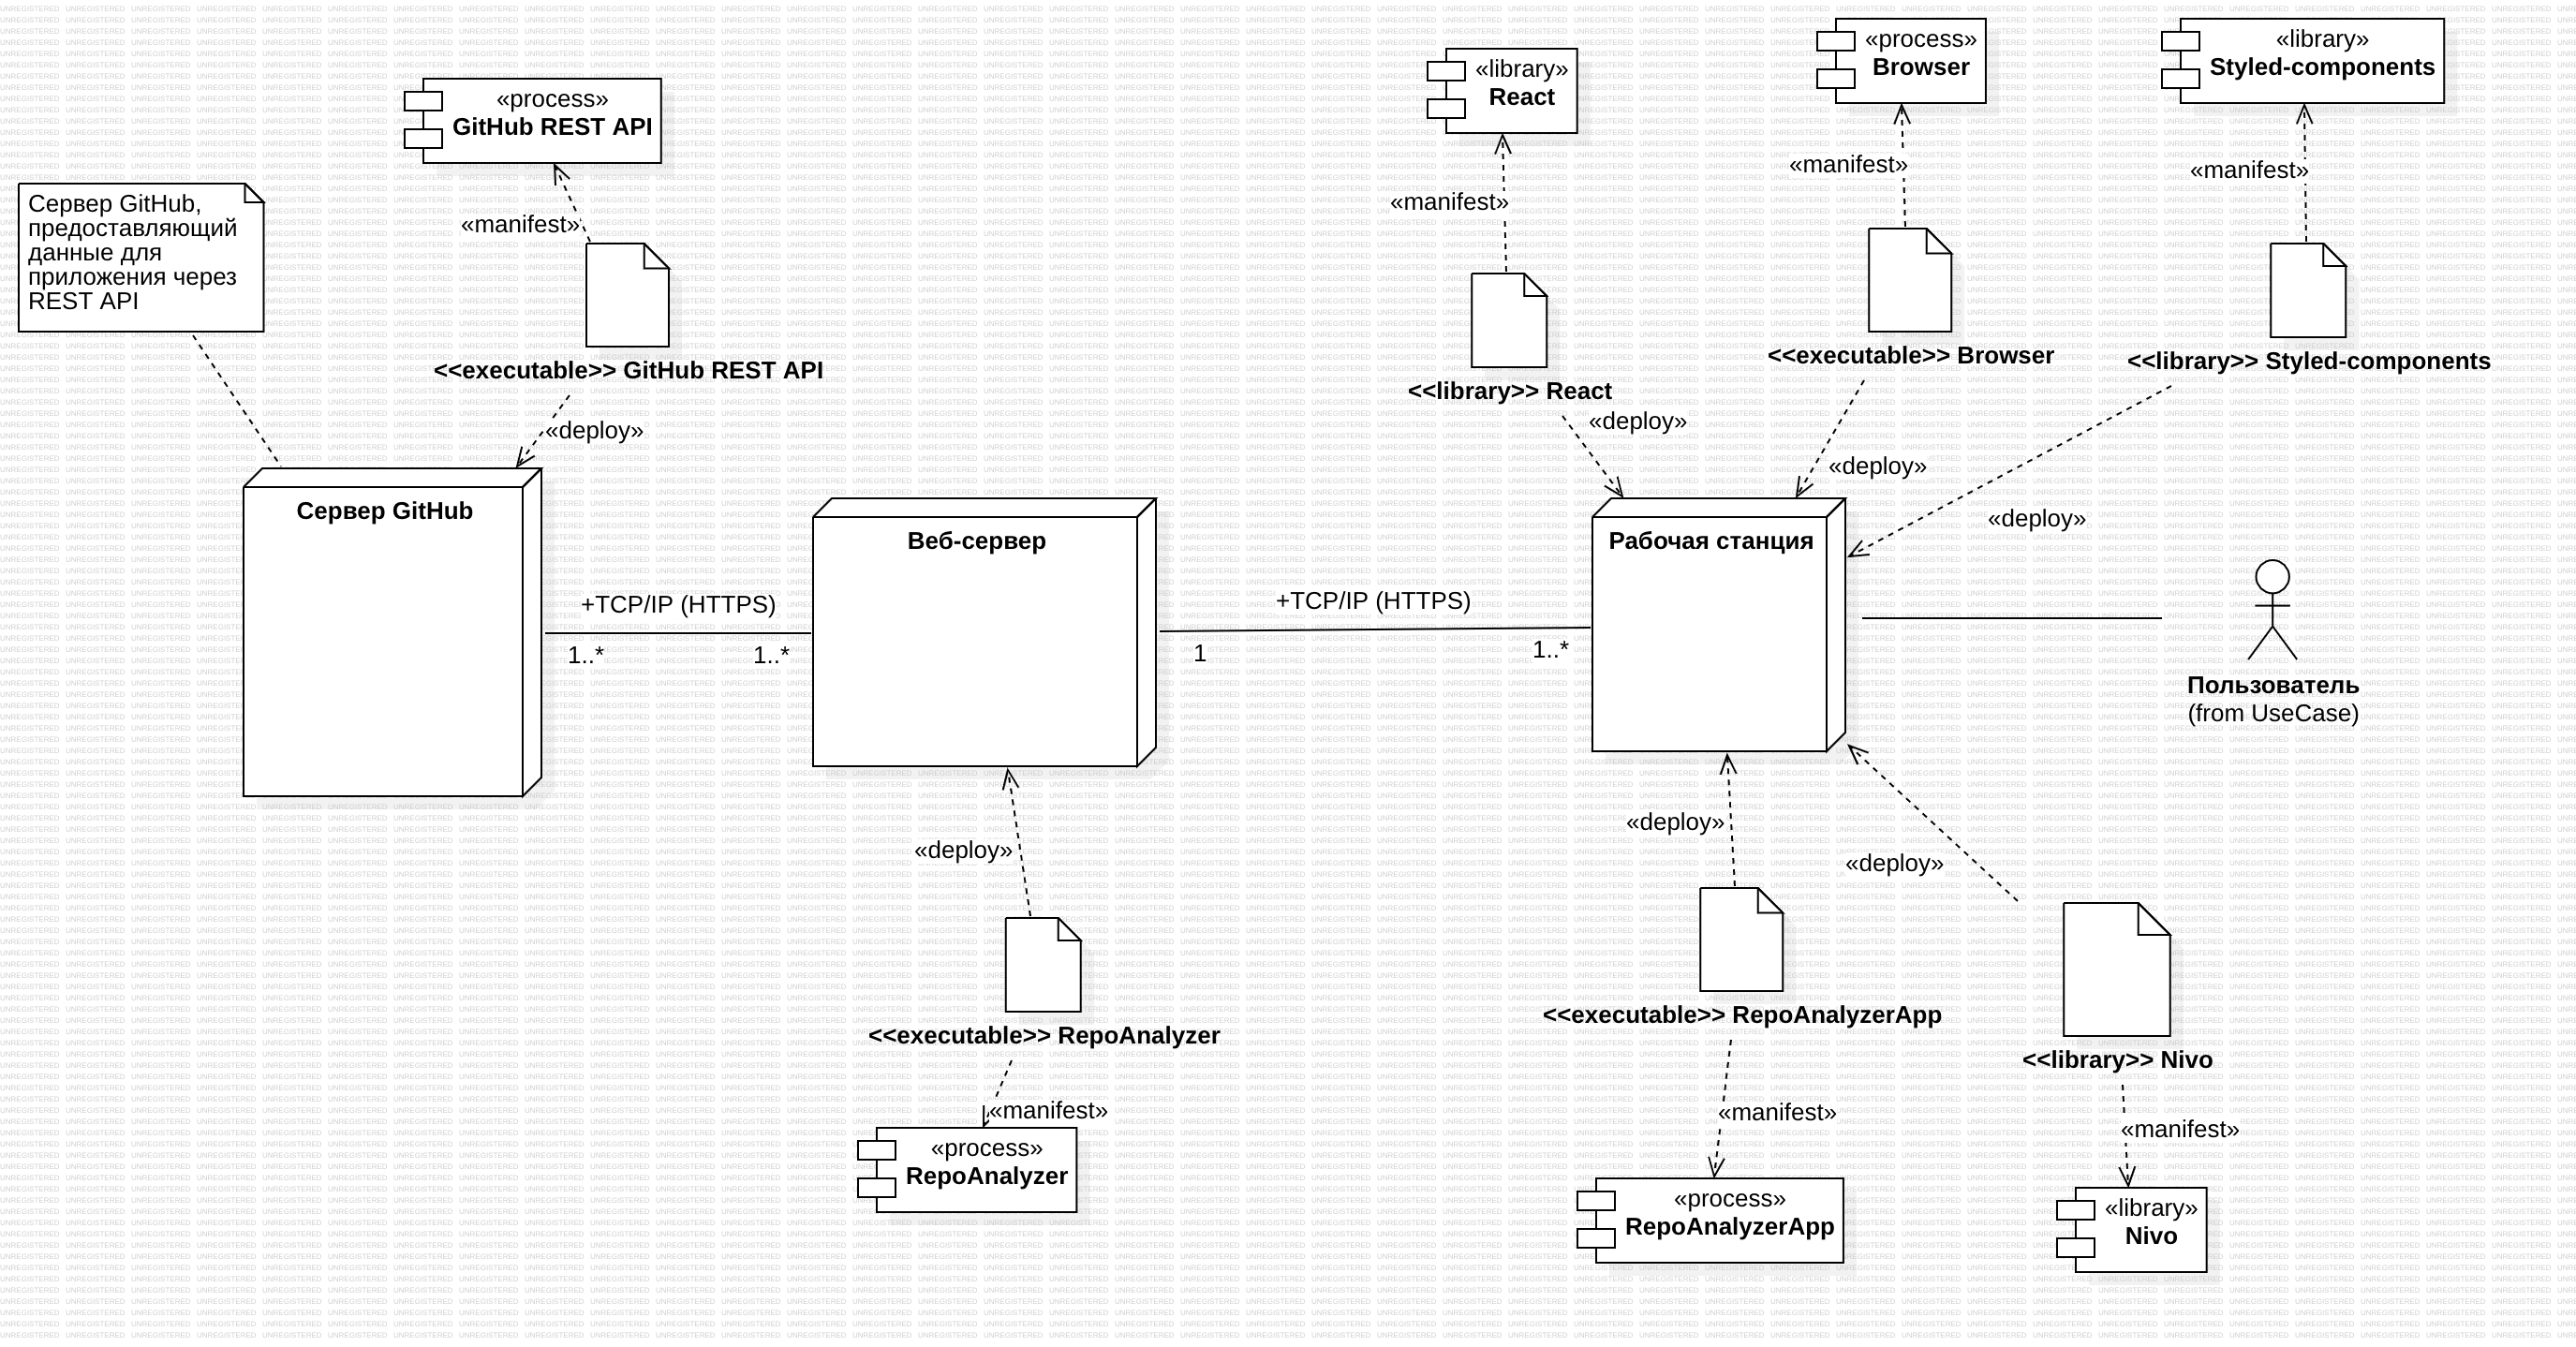 «process»
GitHub REST API
«library»
React
«process»
Browser
«library»
Styled-components
Сервер GitHub,
предоставляющий
данные для
приложения через
REST API
«manifest»
«manifest»
«manifest»
«manifest»
<<executable>> GitHub REST API
<<library>> React
<<executable>> Browser
<<library>> Styled-components
«deploy»
«deploy»
«deploy»
«deploy»
Сервер GitHub
Веб-сервер
Рабочая станция
+TCP/IP (HTTPS)
1..*
1..*
+TCP/IP (HTTPS)
1
1..*
Пользователь
(from UseCase)
«deploy»
«deploy»
«deploy»
<<executable>> RepoAnalyzer
<<executable>> RepoAnalyzerApp
<<library>> Nivo
«manifest»
«manifest»
«manifest»
«process»
RepoAnalyzer
«process»
RepoAnalyzerApp
«library»
Nivo
UNREGISTERED